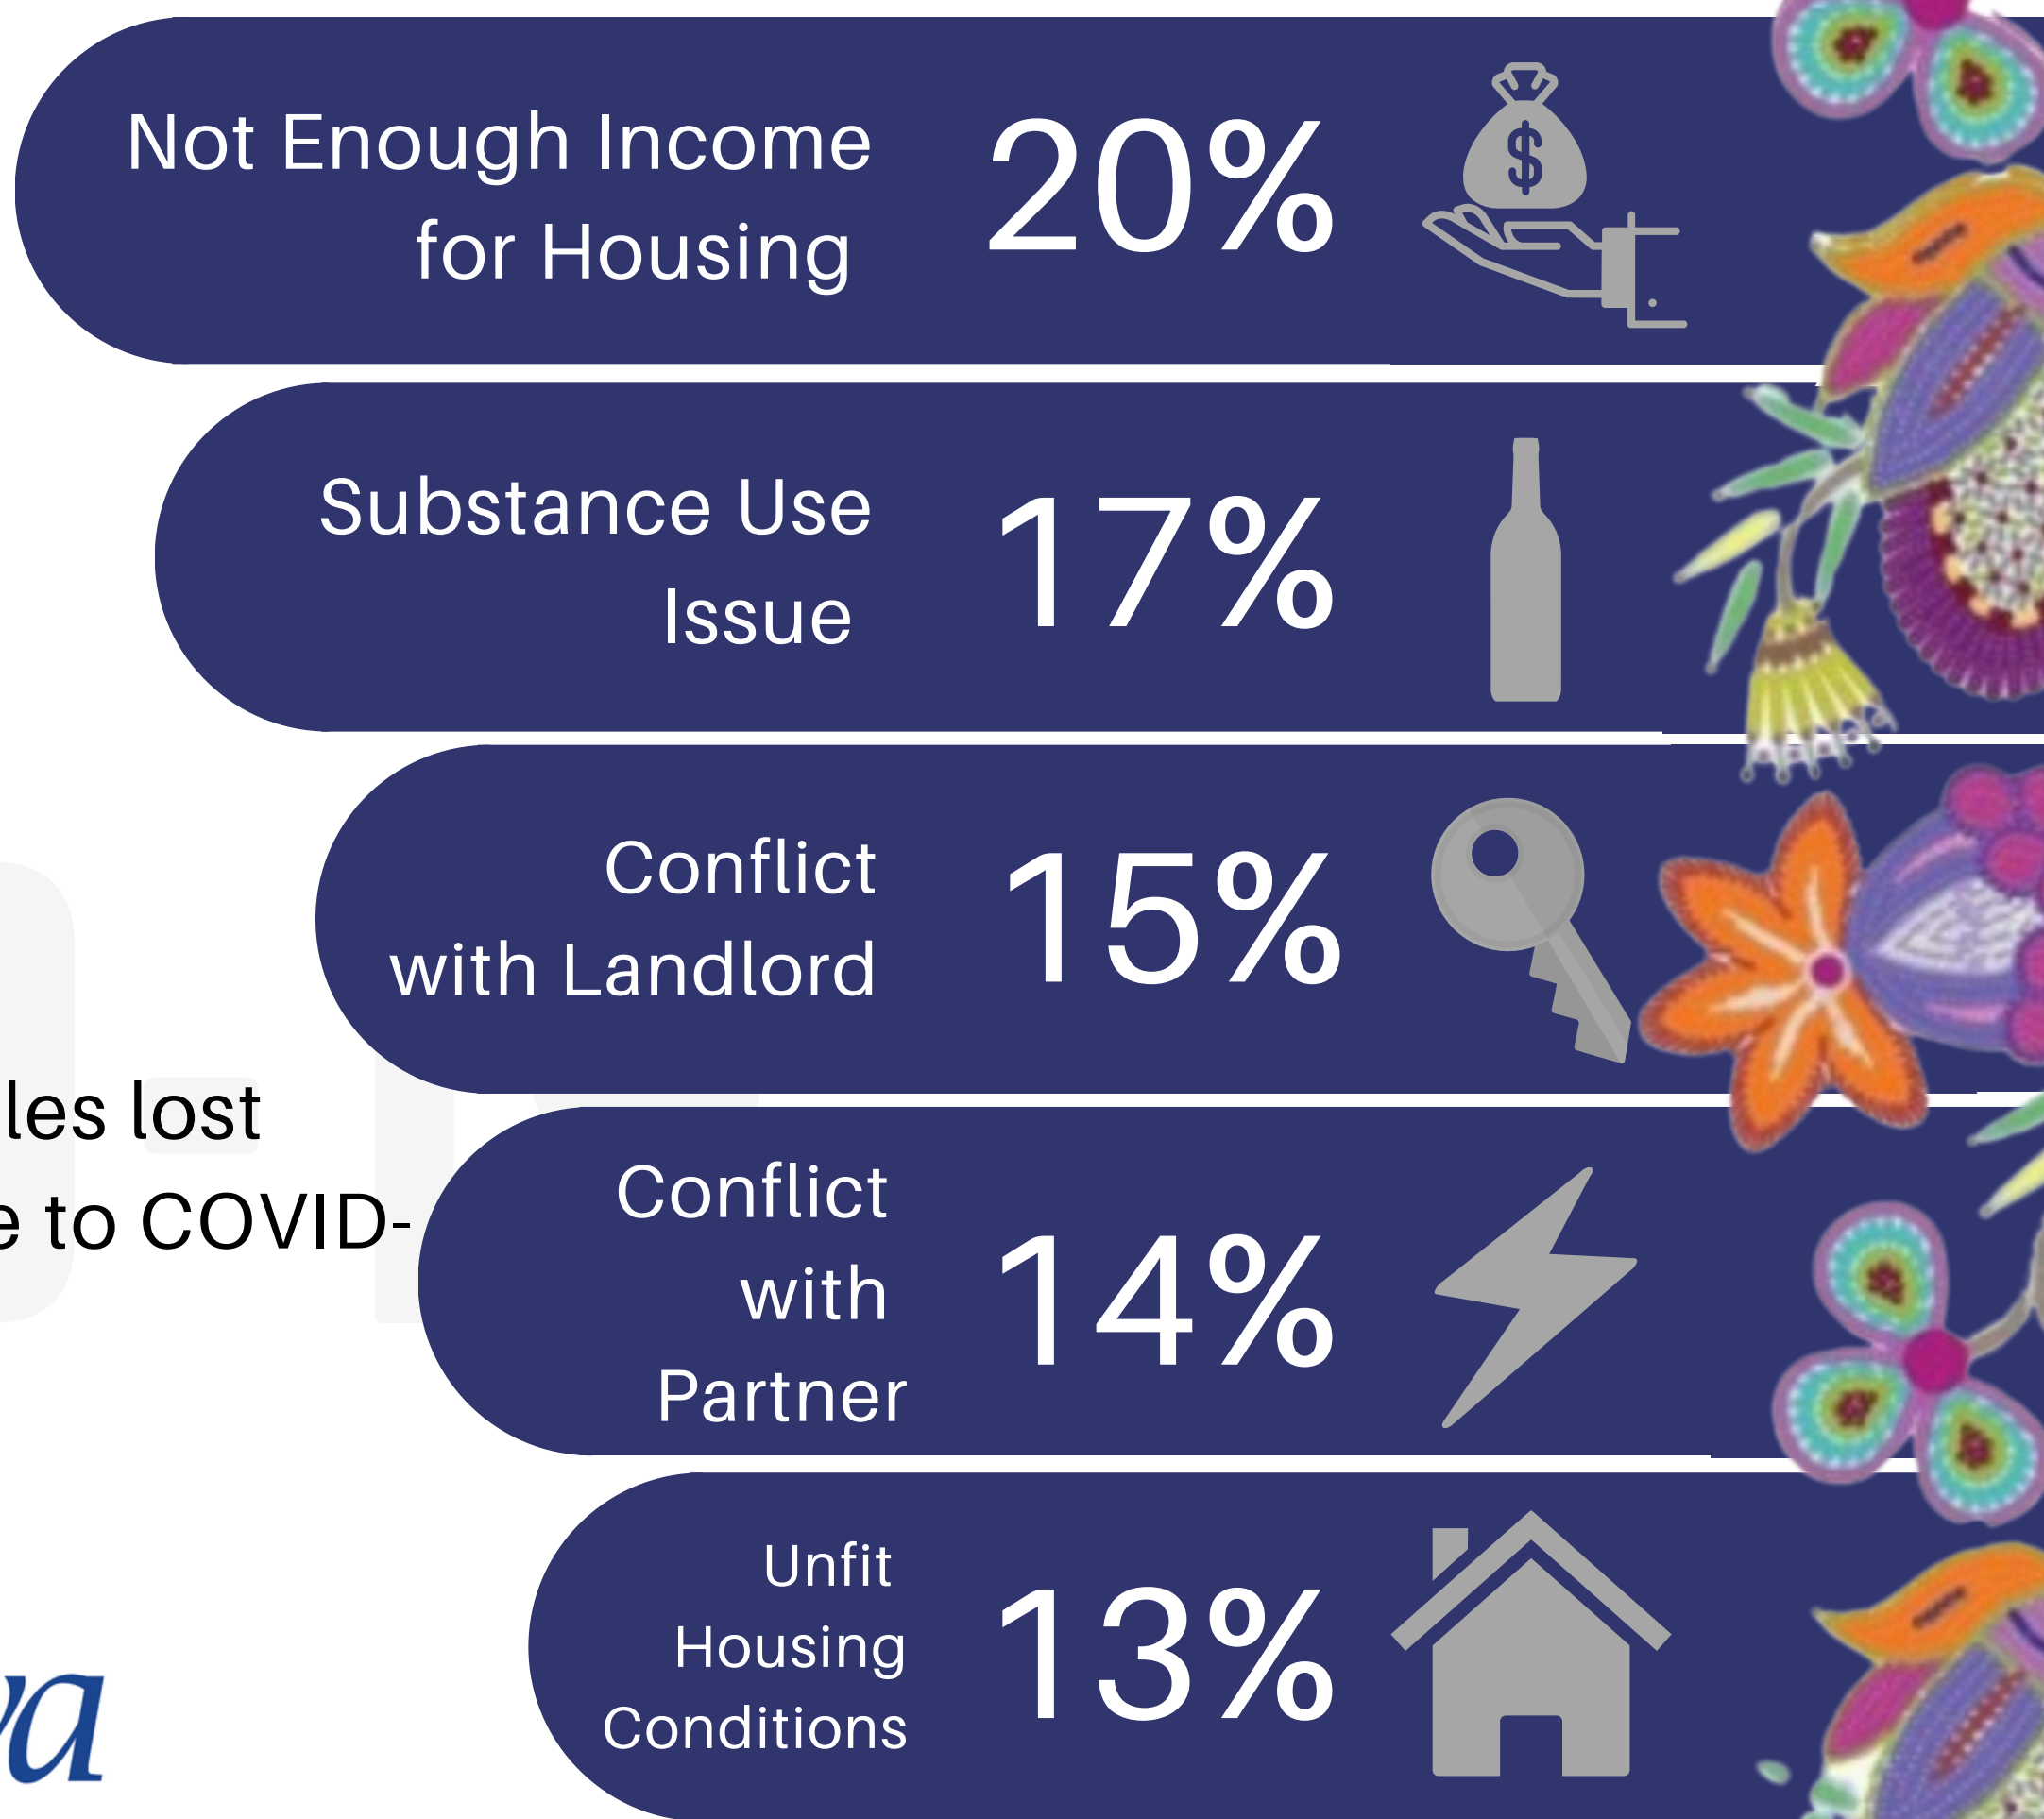 Not Enough Income
for Housing
20%
Substance Use
Issue
17%
Conflict
with Landlord
15%
les lost
e to COVID-
Conflict
with
Partner
14%
Unfit
Housing
Conditions
13%